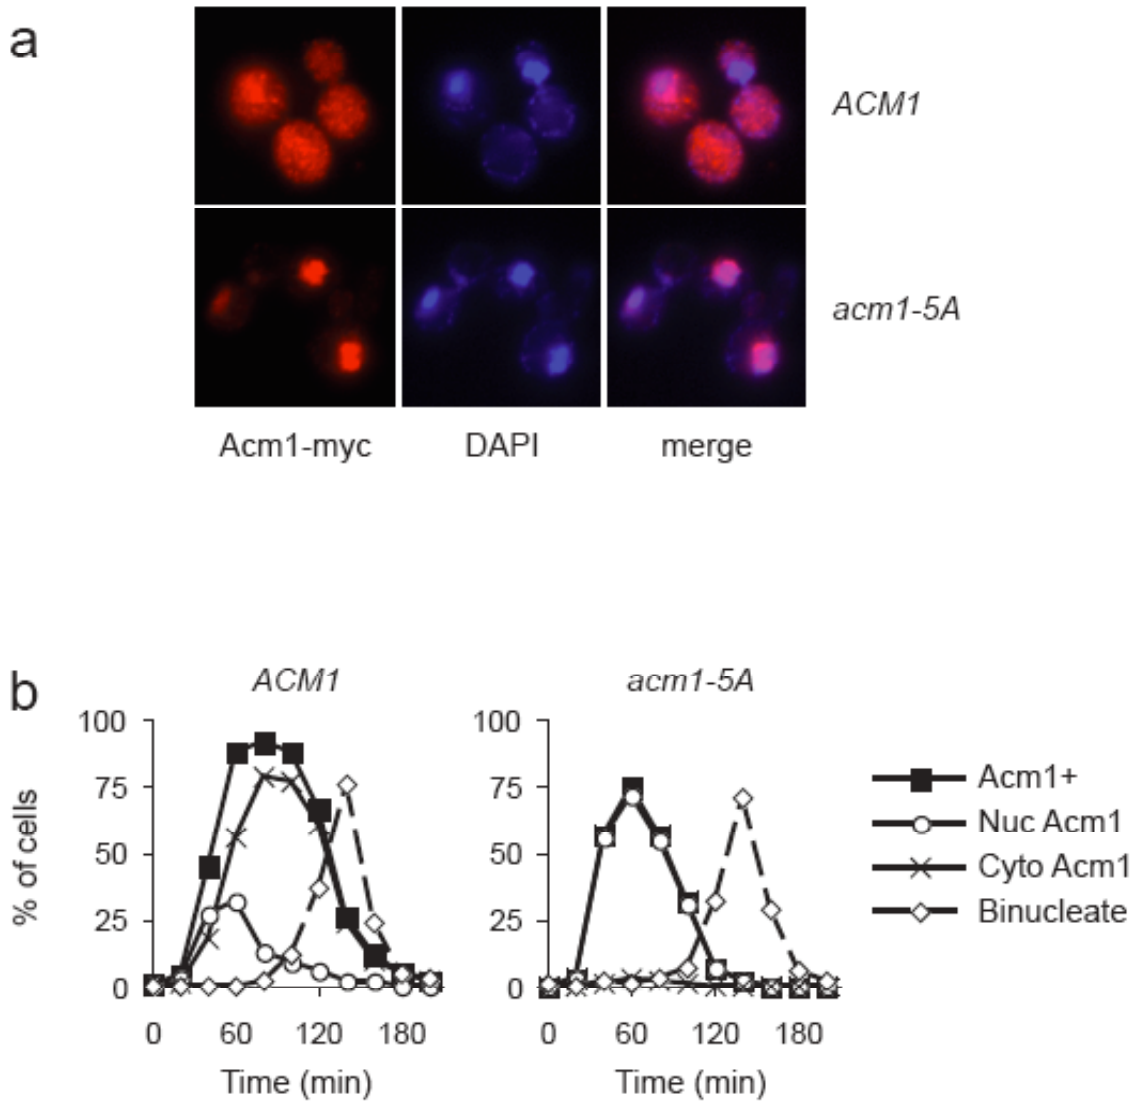 a
ACM1
acm1-5A
Acm1-myc DAPI merge
b
ACM1 acm1-5A
100 100
75 75
50 50
25 25
0 0
% of cells
0 60 120 180 0 60 120 180
Time (min) Time (min)
Acm1+
Nuc Acm1
Cyto Acm1
Binucleate